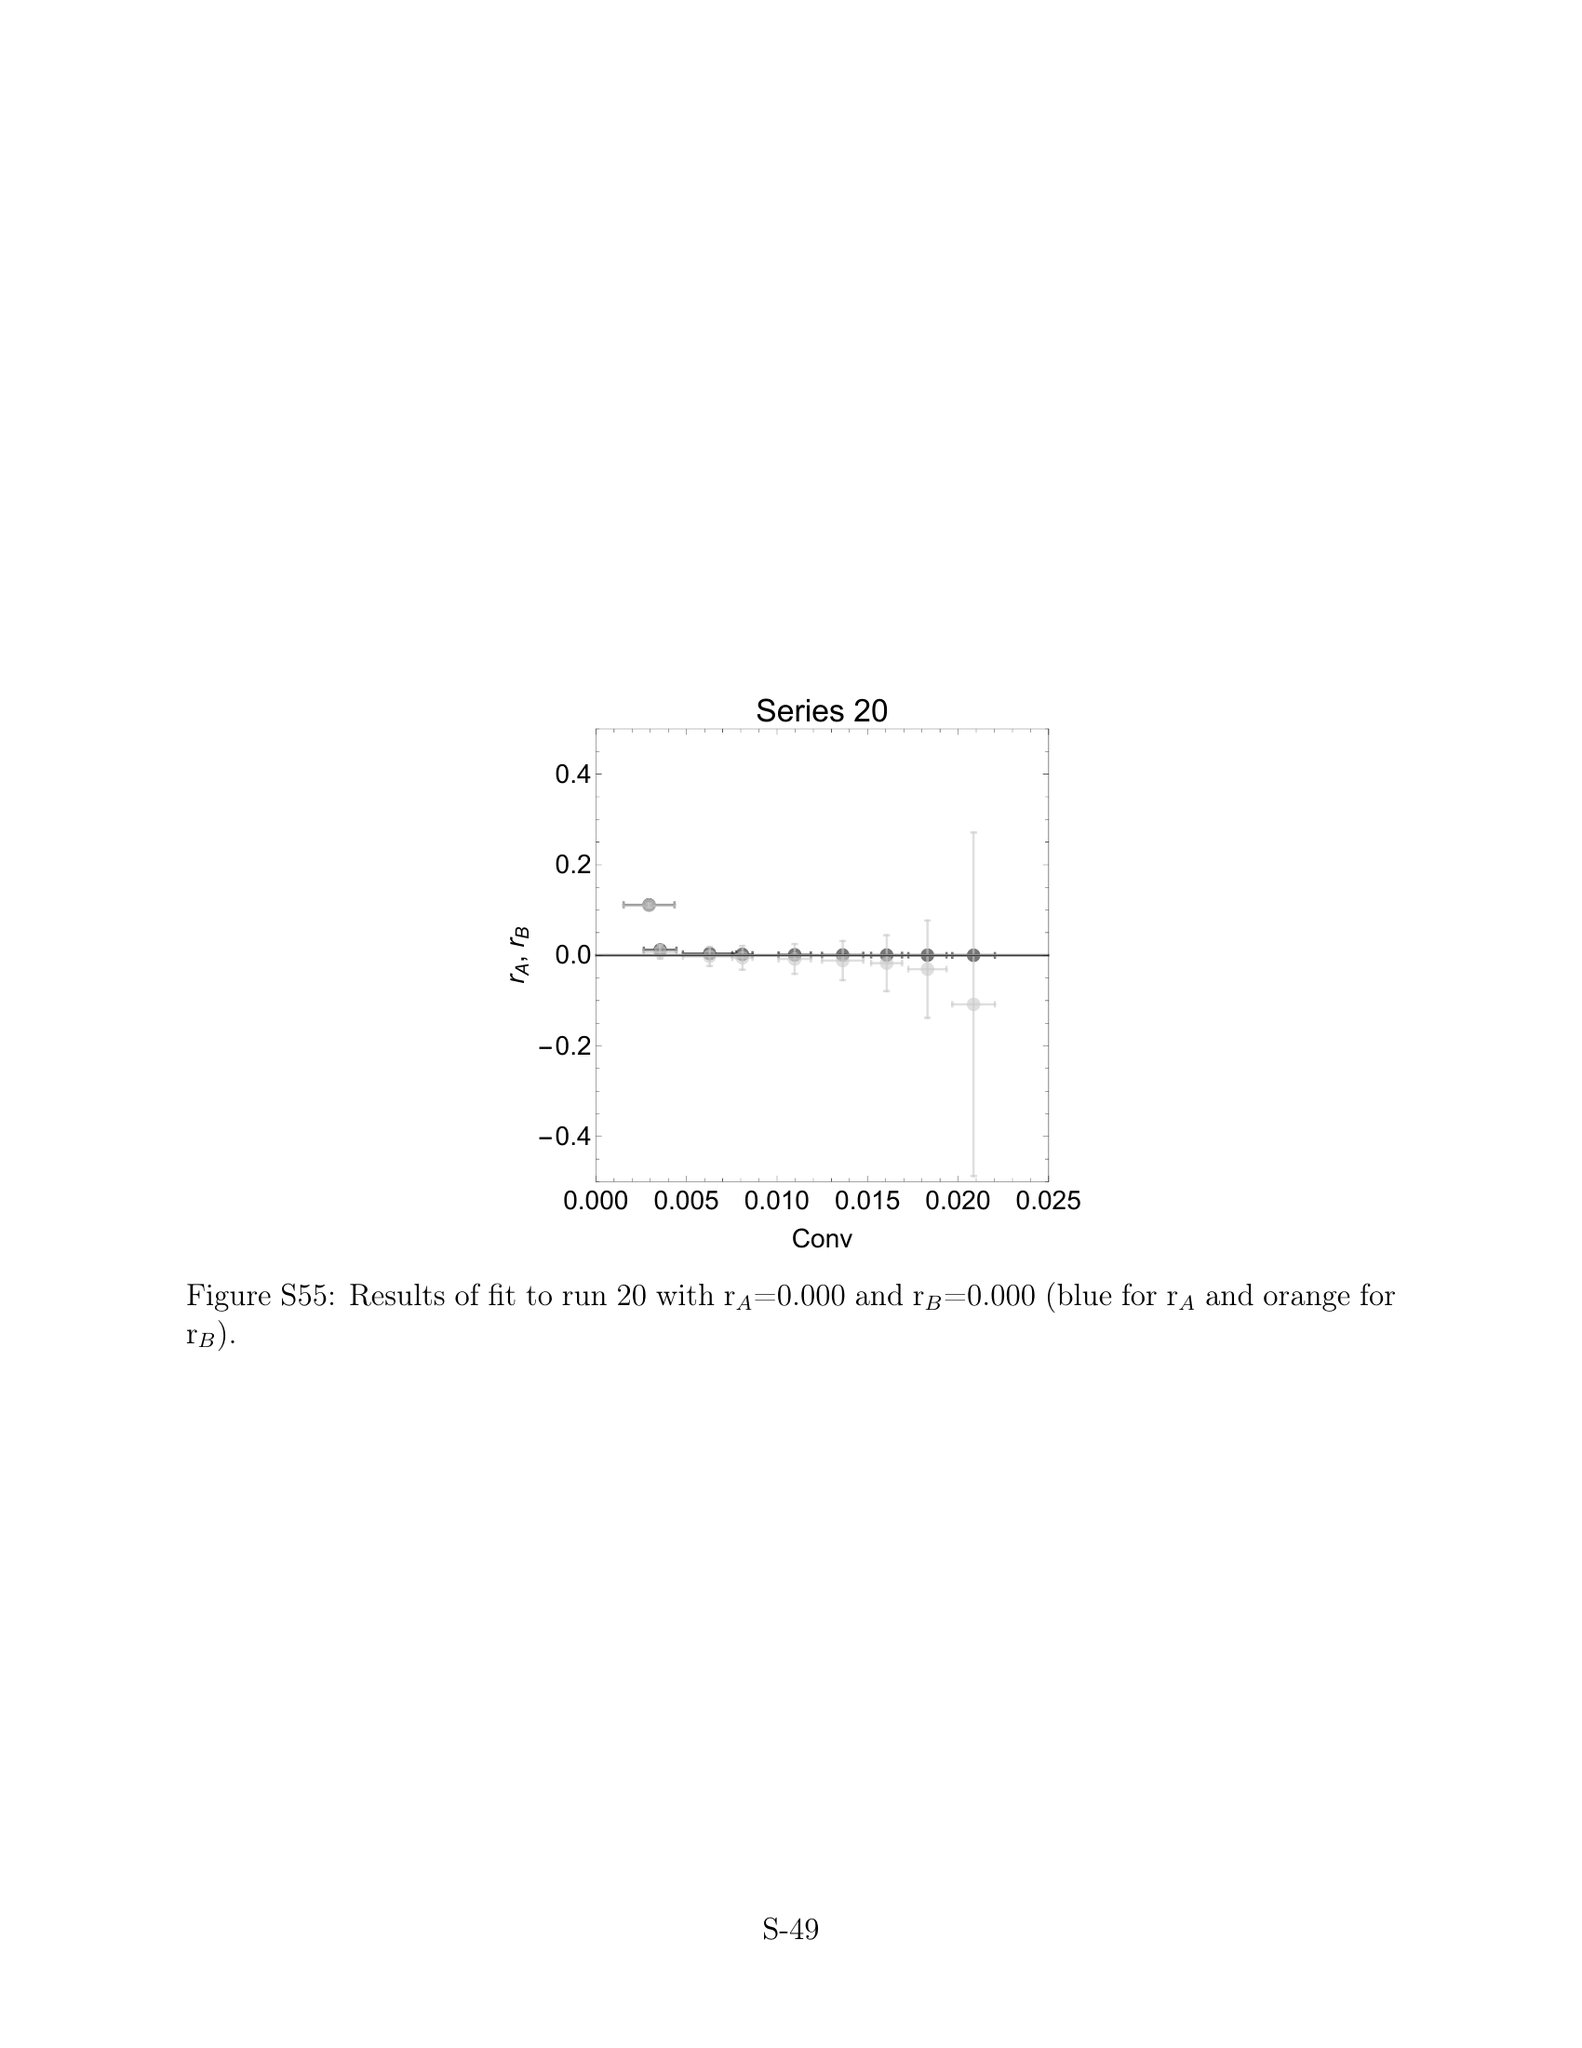 Series 20
0.4
0.2
0.0
−0.2
−0.4
r_A, r_B
0.000 0.005 0.010 0.015 0.020 0.025
Conv
Figure S55: Results of fit to run 20 with r_A=0.000 and r_B=0.000 (blue for r_A and orange for
r_B).
S-49